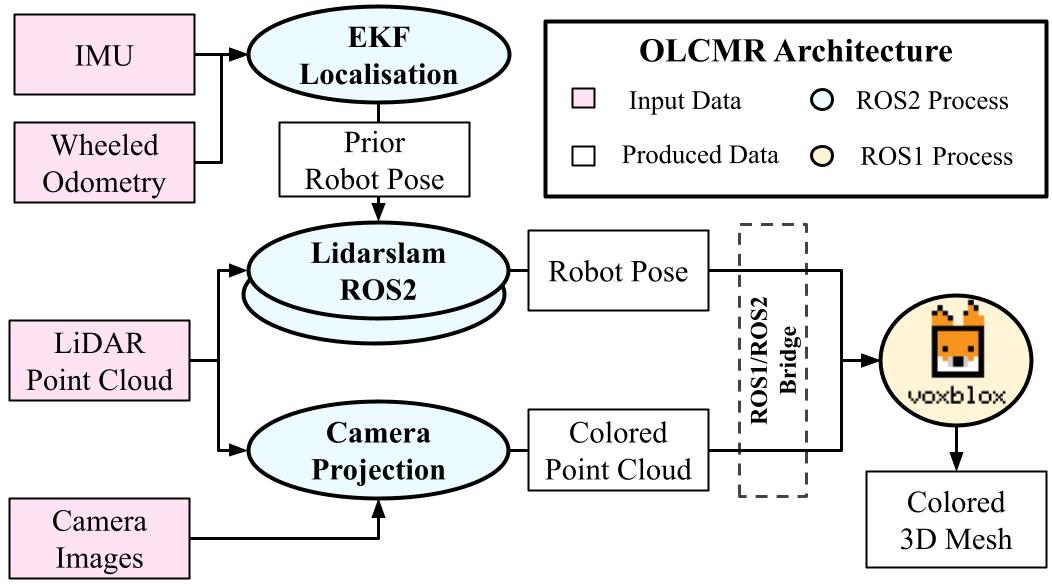 IMU
EKF
Localisation
OLCMR Architecture
Input Data
ROS2 Process
Produced Data
ROS1 Process
Wheeled
Odometry
Prior
Robot Pose
Lidarslam
ROS2
Robot Pose
LiDAR
Point Cloud
ROS1/ROS2
Bridge
voxblox
Camera
Projection
Colored
Point Cloud
Camera
Images
Colored
3D Mesh